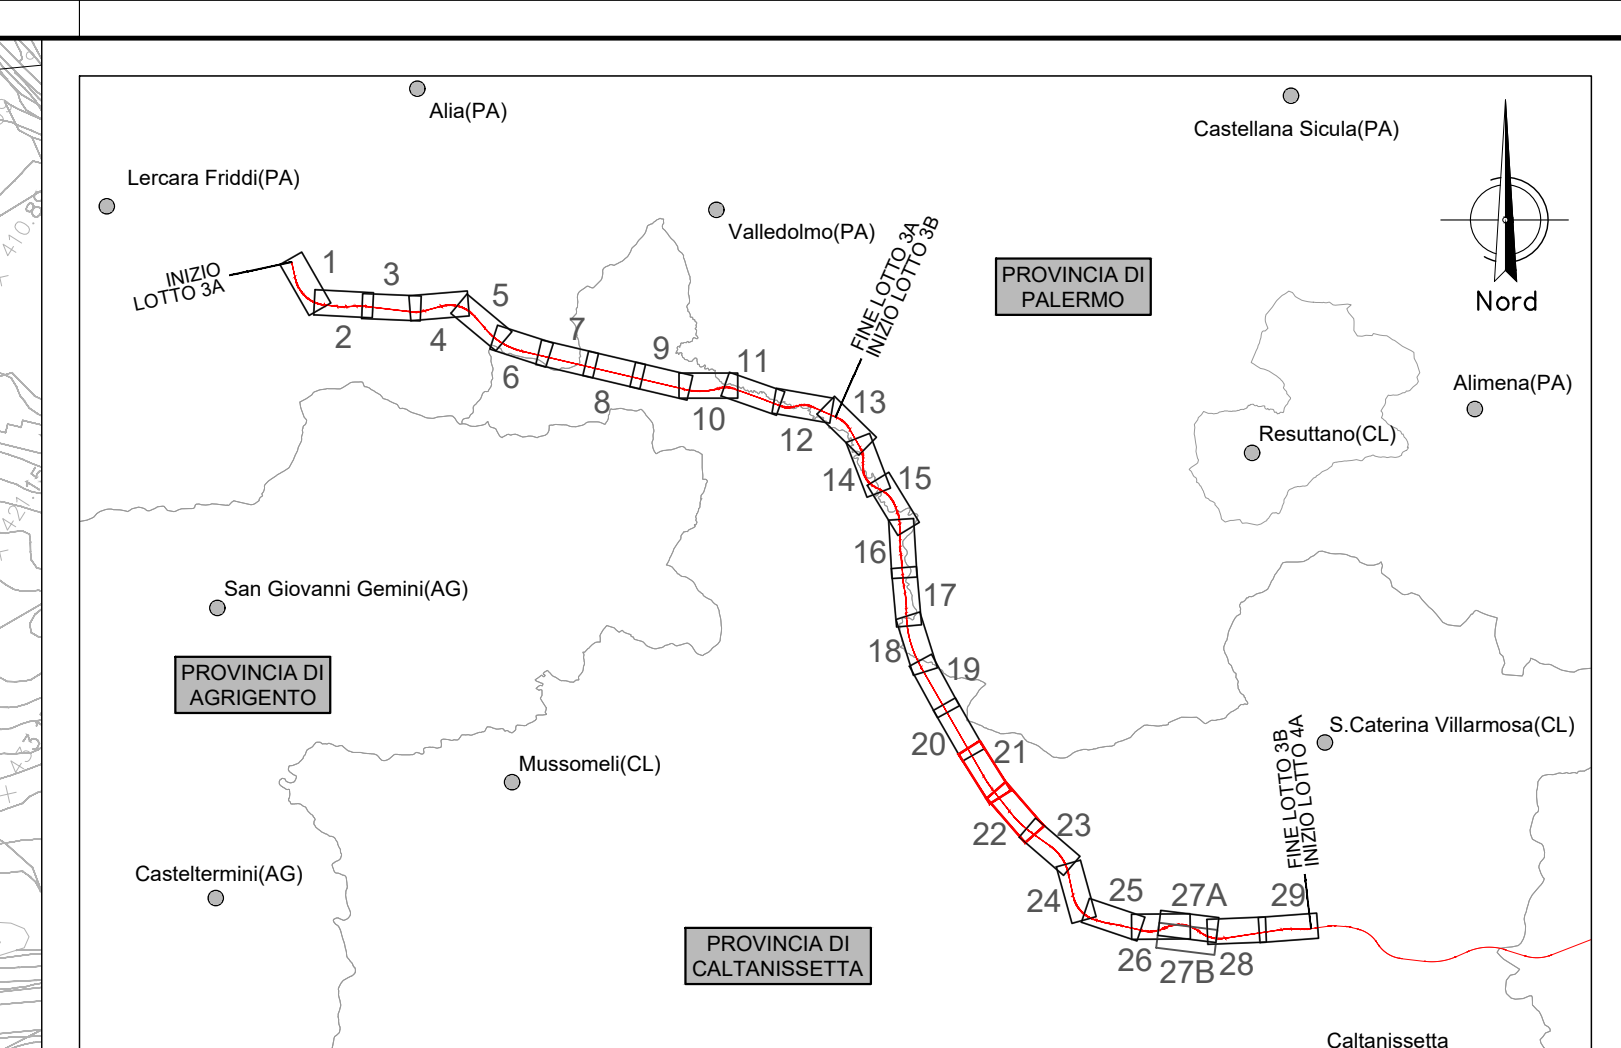 Alia(PA)
Castellana Sicula(PA)
Lercara Friddi(PA)
Valledolmo(PA)
INIZIO
LOTTO 3A
FINE LOTTO 3A
INIZIO LOTTO 3B
PROVINCIA DI
PALERMO
Nord
1
2
3
4
5
6
7
8
9
10
11
12
13
14
15
16
17
18
19
20
21
22
23
24
25
26
27A
27B
28
29
Alimena(PA)
Resuttano(CL)
San Giovanni Gemini(AG)
PROVINCIA DI
AGRIGENTO
Mussomeli(CL)
S.Caterina Villarmosa(CL)
FINE LOTTO 3B
INIZIO LOTTO 4A
Casteltermini(AG)
PROVINCIA DI
CALTANISSETTA
Caltanissetta